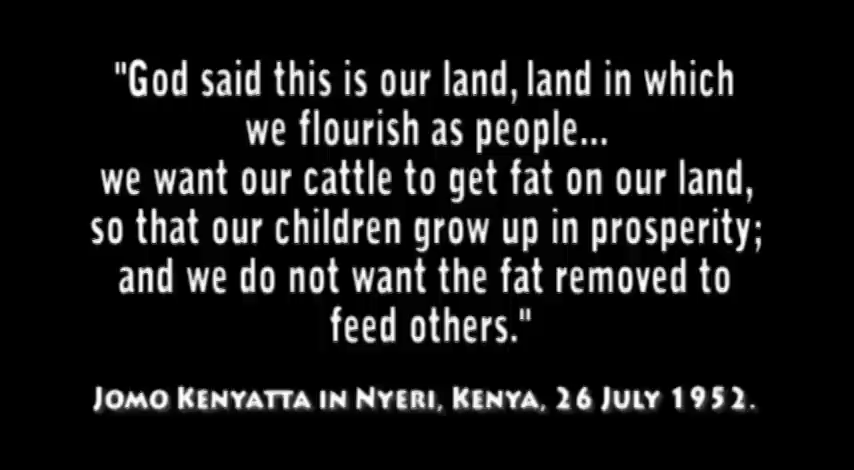 "God said this is our land, land in which
we flourish as people...
we want our cattle to get fat on our land,
so that our children grow up in prosperity;
and we do not want the fat removed to
feed others."
Jomo Kenyatta in Nyeri, Kenya, 26 July 1952.